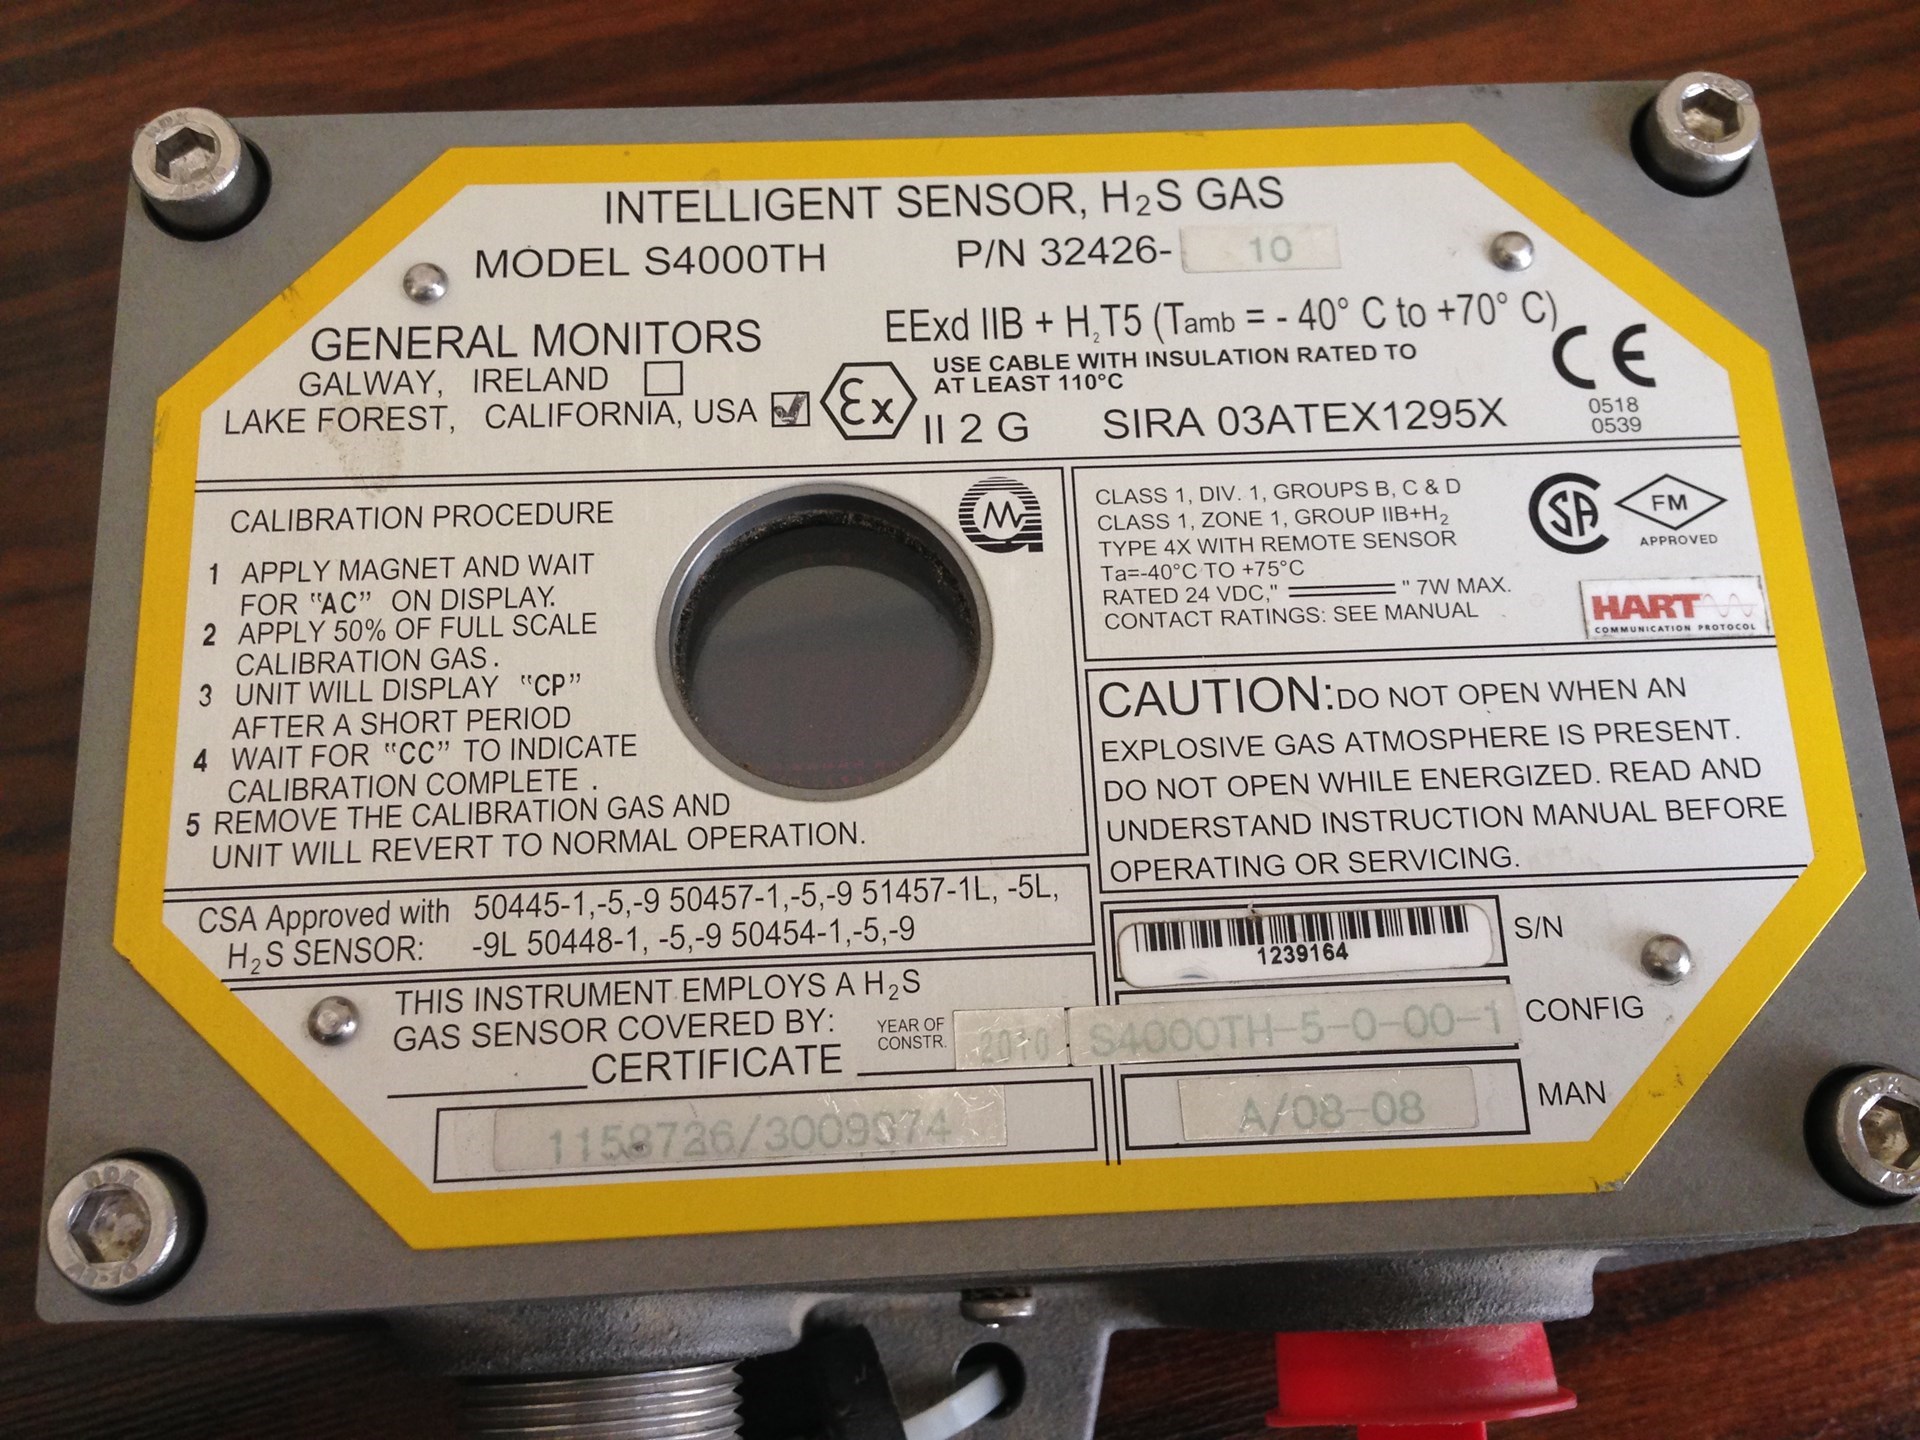 INTELLIGENT SENSOR, H₂S GAS
MODEL S4000TH P/N 32426- 10
EExd IIB + H₂T5 (Tamb = - 40° C to +70° C)
GENERAL MONITORS
GALWAY, IRELAND
LAKE FOREST, CALIFORNIA, USA
Ex
USE CABLE WITH INSULATION RATED TO
AT LEAST 110°C
II 2 G SIRA 03ATEX1295X
CE
0518
0539
CALIBRATION PROCEDURE
1 APPLY MAGNET AND WAIT
FOR "AC" ON DISPLAY.
2 APPLY 50% OF FULL SCALE
CALIBRATION GAS.
3 UNIT WILL DISPLAY "CP"
AFTER A SHORT PERIOD
4 WAIT FOR "CC" TO INDICATE
CALIBRATION COMPLETE .
5 REMOVE THE CALIBRATION GAS AND
UNIT WILL REVERT TO NORMAL OPERATION.
CLASS 1, DIV. 1, GROUPS B, C & D
CLASS 1, ZONE 1, GROUP IIB+H₂
TYPE 4X WITH REMOTE SENSOR
Ta=-40°C TO +75°C
RATED 24 VDC," " 7W MAX.
CONTACT RATINGS: SEE MANUAL
CSA
FM
APPROVED
HART
COMMUNICATION PROTOCOL
CAUTION: DO NOT OPEN WHEN AN
EXPLOSIVE GAS ATMOSPHERE IS PRESENT.
DO NOT OPEN WHILE ENERGIZED. READ AND
UNDERSTAND INSTRUCTION MANUAL BEFORE
OPERATING OR SERVICING.
CSA Approved with 50445-1,-5,-9 50457-1,-5,-9 51457-1L, -5L,
H₂S SENSOR: -9L 50448-1, -5,-9 50454-1,-5,-9
1239164 S/N
THIS INSTRUMENT EMPLOYS A H₂S
GAS SENSOR COVERED BY:
CERTIFICATE
YEAR OF
CONSTR.
2010
S4000TH-5-0-00-1 CONFIG
1158726/3009974
A/08-08 MAN